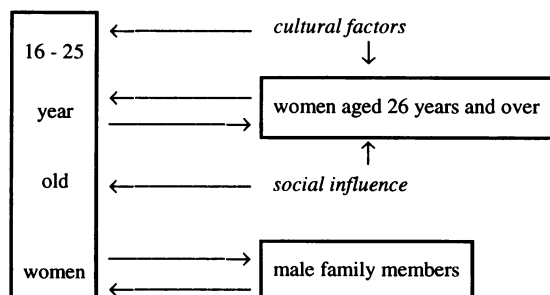 cultural factors
16 - 25
women aged 26 years and over
year
old
social influence
women
male family members